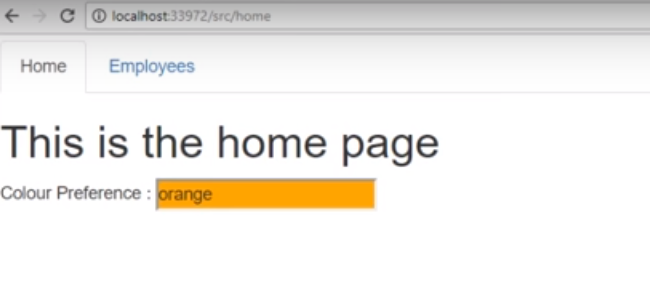 localhost:33972/src/home
Home Employees
This is the home page
Colour Preference : orange